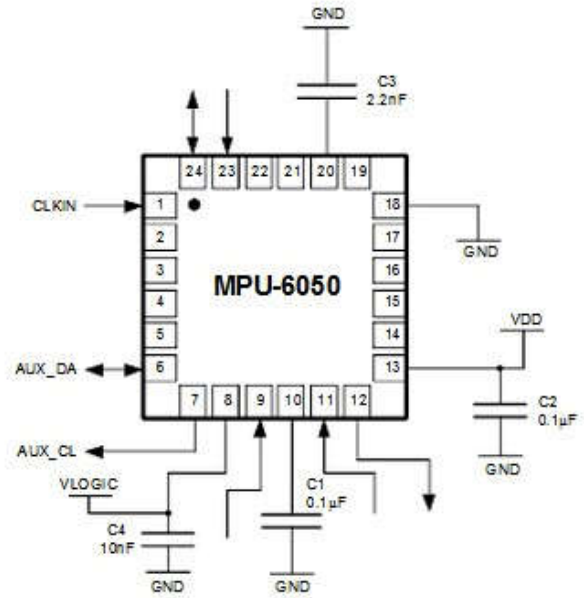 GND
C3
2.2nF
24 23 22 21 20 19
CLKIN
1
18
2
17
GND
3
16
MPU-6050
4
15
VDD
5
14
AUX_DA
6
13
7 8 9 10 11 12
C2
0.1µF
AUX_CL
GND
VLOGIC
C1
0.1µF
C4
10nF
GND
GND